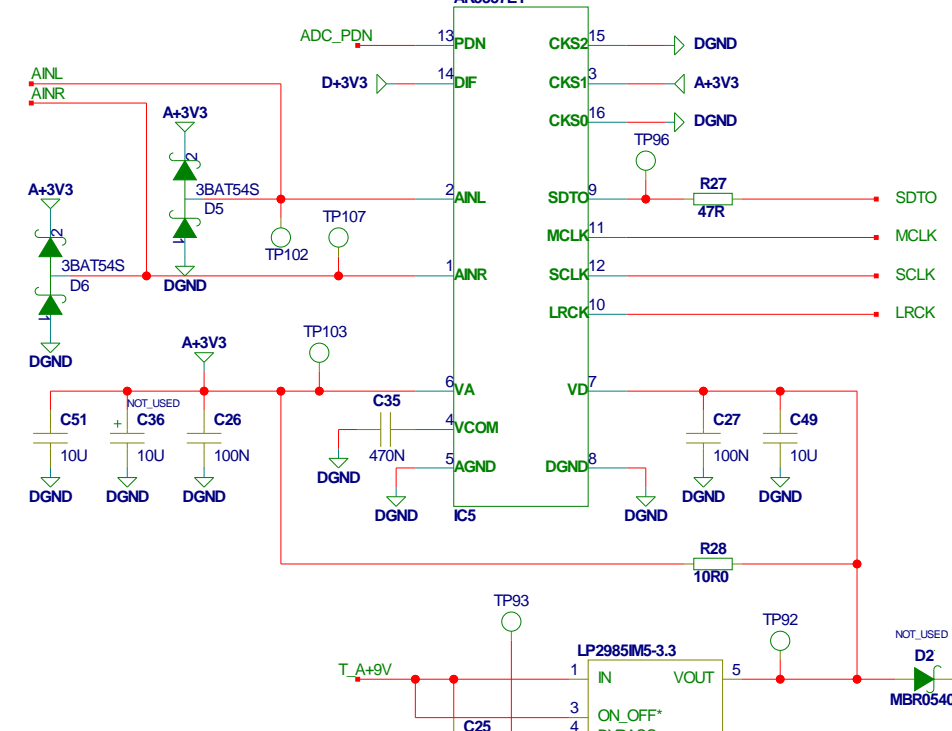 ADC_PDN
13
PDN
CKS2
15
DGND
D+3V3
14
DIF
CKS1
3
A+3V3
AINL
AINR
A+3V3
CKS0
16
DGND
TP96
2
3BAT54S
D5
1
2
AINL
SDTO
9
R27
47R
SDTO
A+3V3
TP107
TP102
MCLK
11
MCLK
2
3BAT54S
D6
1
DGND
1
AINR
SCLK
12
SCLK
LRCK
10
LRCK
DGND
A+3V3
TP103
6
VA
VD
7
NOT_USED
C51
10U
DGND
+
C36
10U
DGND
C26
100N
DGND
C35
470N
DGND
4
VCOM
5
AGND
DGND
DGND
8
DGND
C27
100N
DGND
C49
10U
DGND
IC5
R28
10R0
TP93
TP92
NOT_USED
D2
MBR0540
LP2985IM5-3.3
T_A+9V
1
IN
VOUT
5
3
ON_OFF*
C25
4